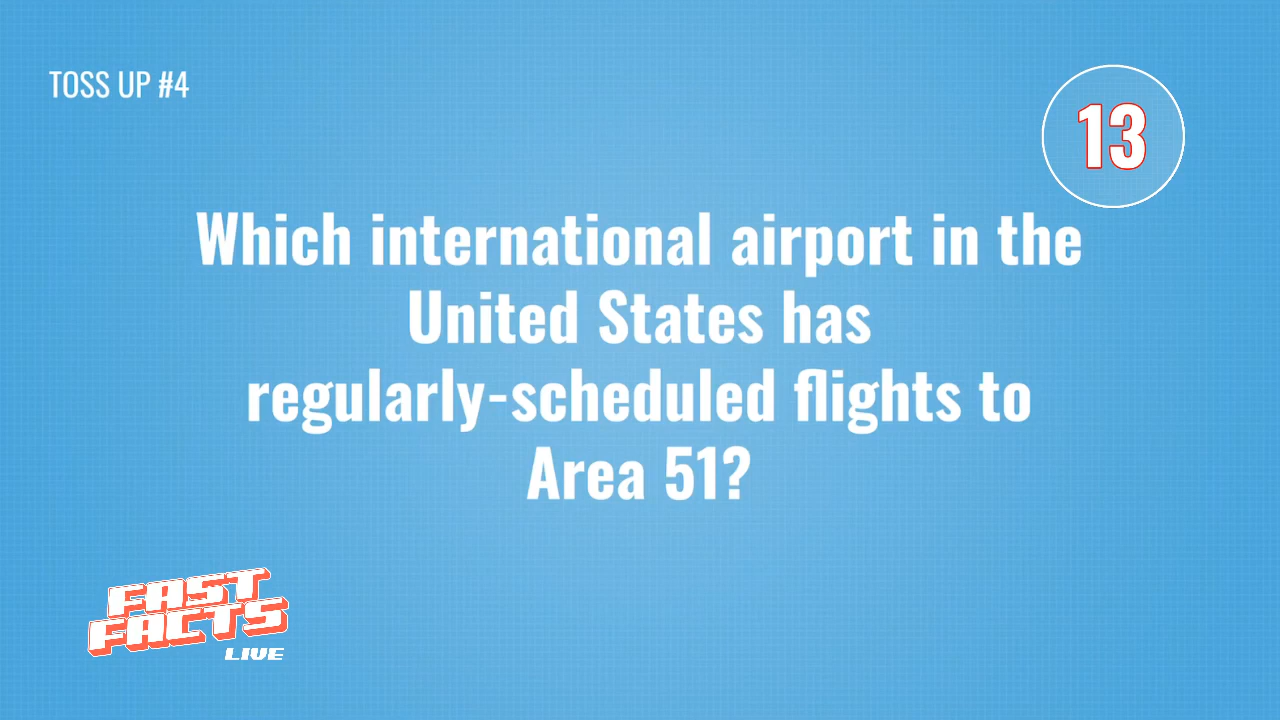 TOSS UP #4
13
Which international airport in the
United States has
regularly-scheduled flights to
Area 51?
FAST
FACTS
LIVE